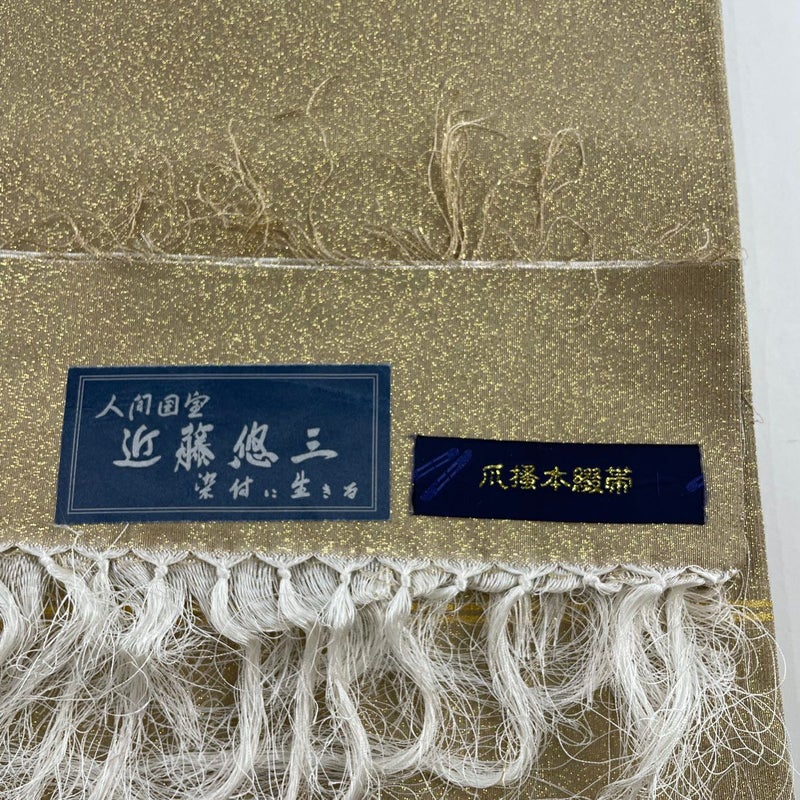 人間国宝
近藤悠三
染付に生きる
爪掻本綴帯